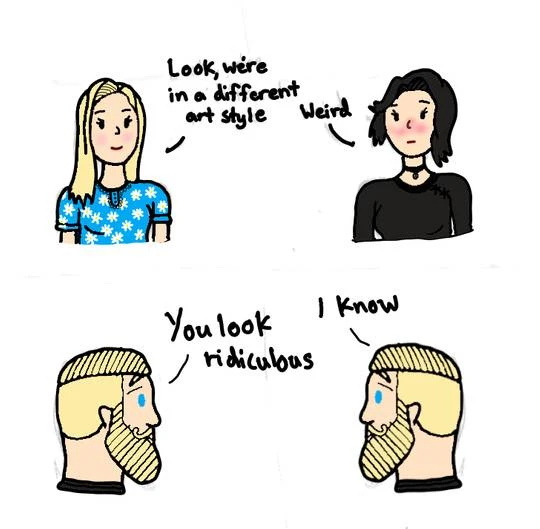 Look, we're
in a different
art style
Weird
You look
ridiculous
I know